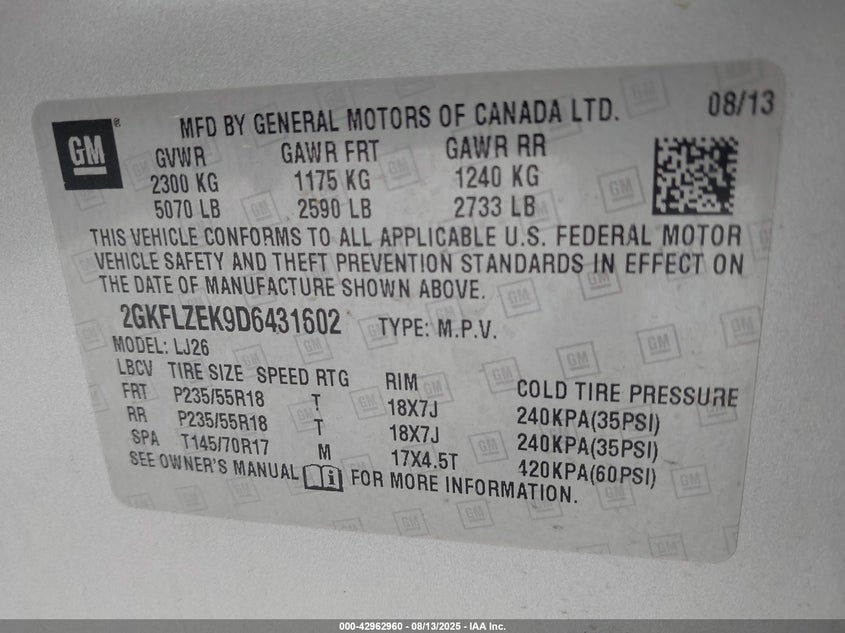 GM ®
MFD BY GENERAL MOTORS OF CANADA LTD. 08/13
GVWR GAWR FRT GAWR RR
2300 KG 1175 KG 1240 KG
5070 LB 2590 LB 2733 LB
THIS VEHICLE CONFORMS TO ALL APPLICABLE U.S. FEDERAL MOTOR
VEHICLE SAFETY AND THEFT PREVENTION STANDARDS IN EFFECT ON
THE DATE OF MANUFACTURE SHOWN ABOVE.
2GKFLZEK9D6431602 TYPE: M.P.V.
MODEL: LJ26
LBCV TIRE SIZE SPEED RTG RIM COLD TIRE PRESSURE
FRT P235/55R18 T 18X7J 240KPA(35PSI)
RR P235/55R18 T 18X7J 240KPA(35PSI)
SPA T145/70R17 M 17X4.5T 420KPA(60PSI)
SEE OWNER'S MANUAL FOR MORE INFORMATION.
000-42962960 - 08/13/2025 - IAA Inc.